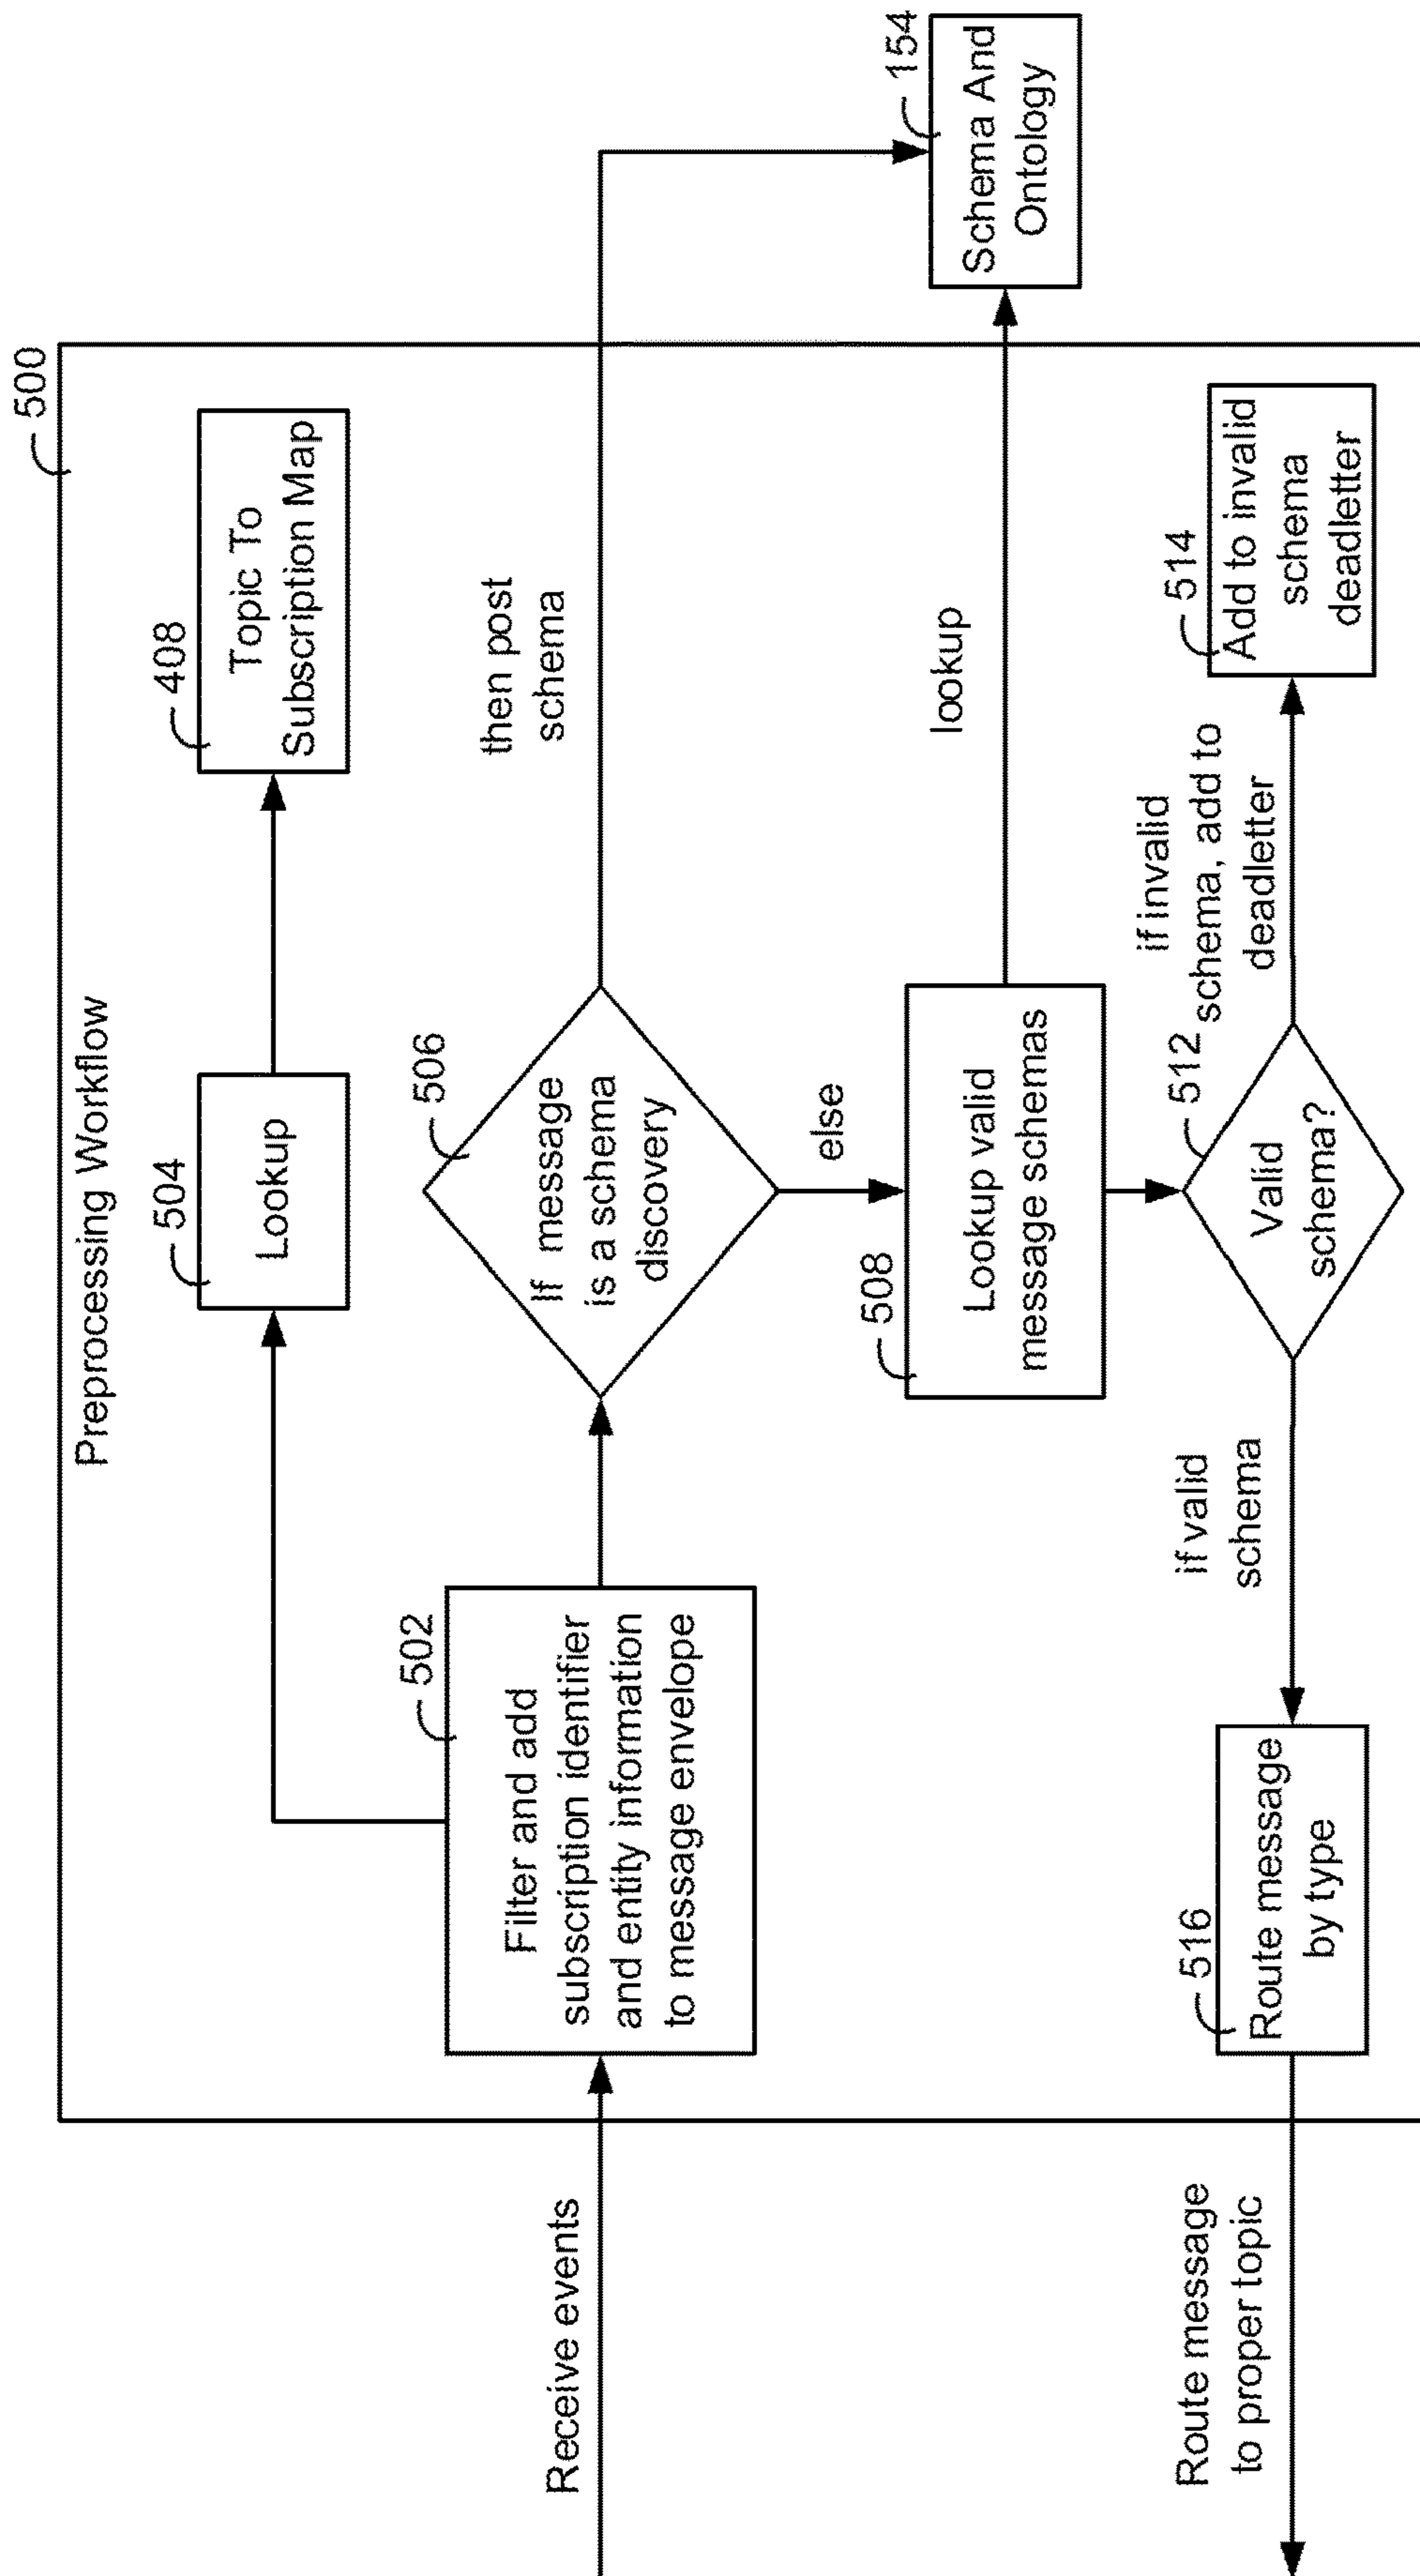 500
Preprocessing Workflow
504
Lookup
408
Topic To
Subscription Map
Receive events
502
Filter and add
subscription identifier
and entity information
to message envelope
506
If message
is a schema
discovery
then post
schema
154
Schema And
Ontology
else
508
Lookup valid
message schemas
lookup
Route message
to proper topic
516
Route message
by type
if valid
schema
512
Valid
schema?
if invalid
schema, add to
deadletter
514
Add to invalid
schema
deadletter